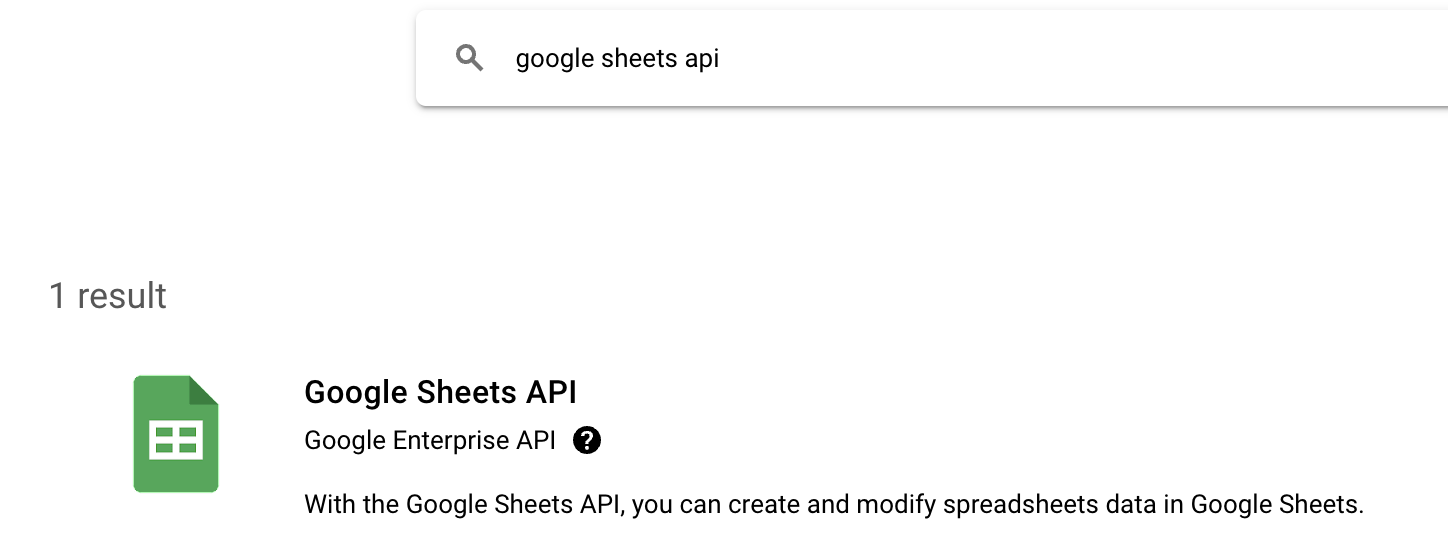 google sheets api
1 result
Google Sheets API
Google Enterprise API ?
With the Google Sheets API, you can create and modify spreadsheets data in Google Sheets.